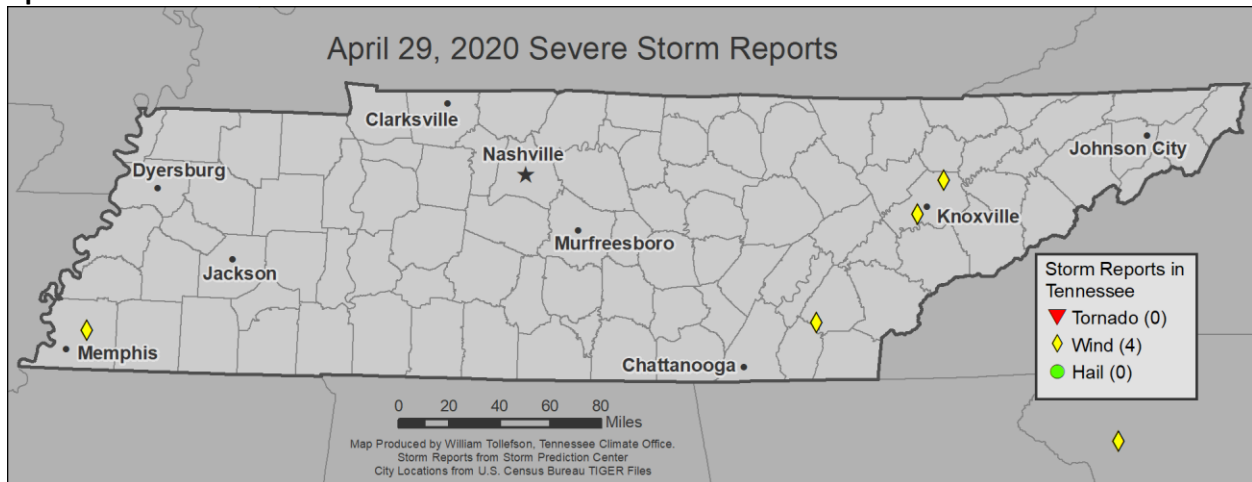 April 29, 2020 Severe Storm Reports
Clarksville
Nashville
Johnson City
Dyersburg
Knoxville
Murfreesboro
Jackson
Storm Reports in
Tennessee
Tornado (0)
Wind (4)
Hail (0)
Memphis
Chattanooga
0 20 40 60 80
Miles
Map Produced by William Tollefson, Tennessee Climate Office.
Storm Reports from Storm Prediction Center
City Locations from U.S. Census Bureau TIGER Files